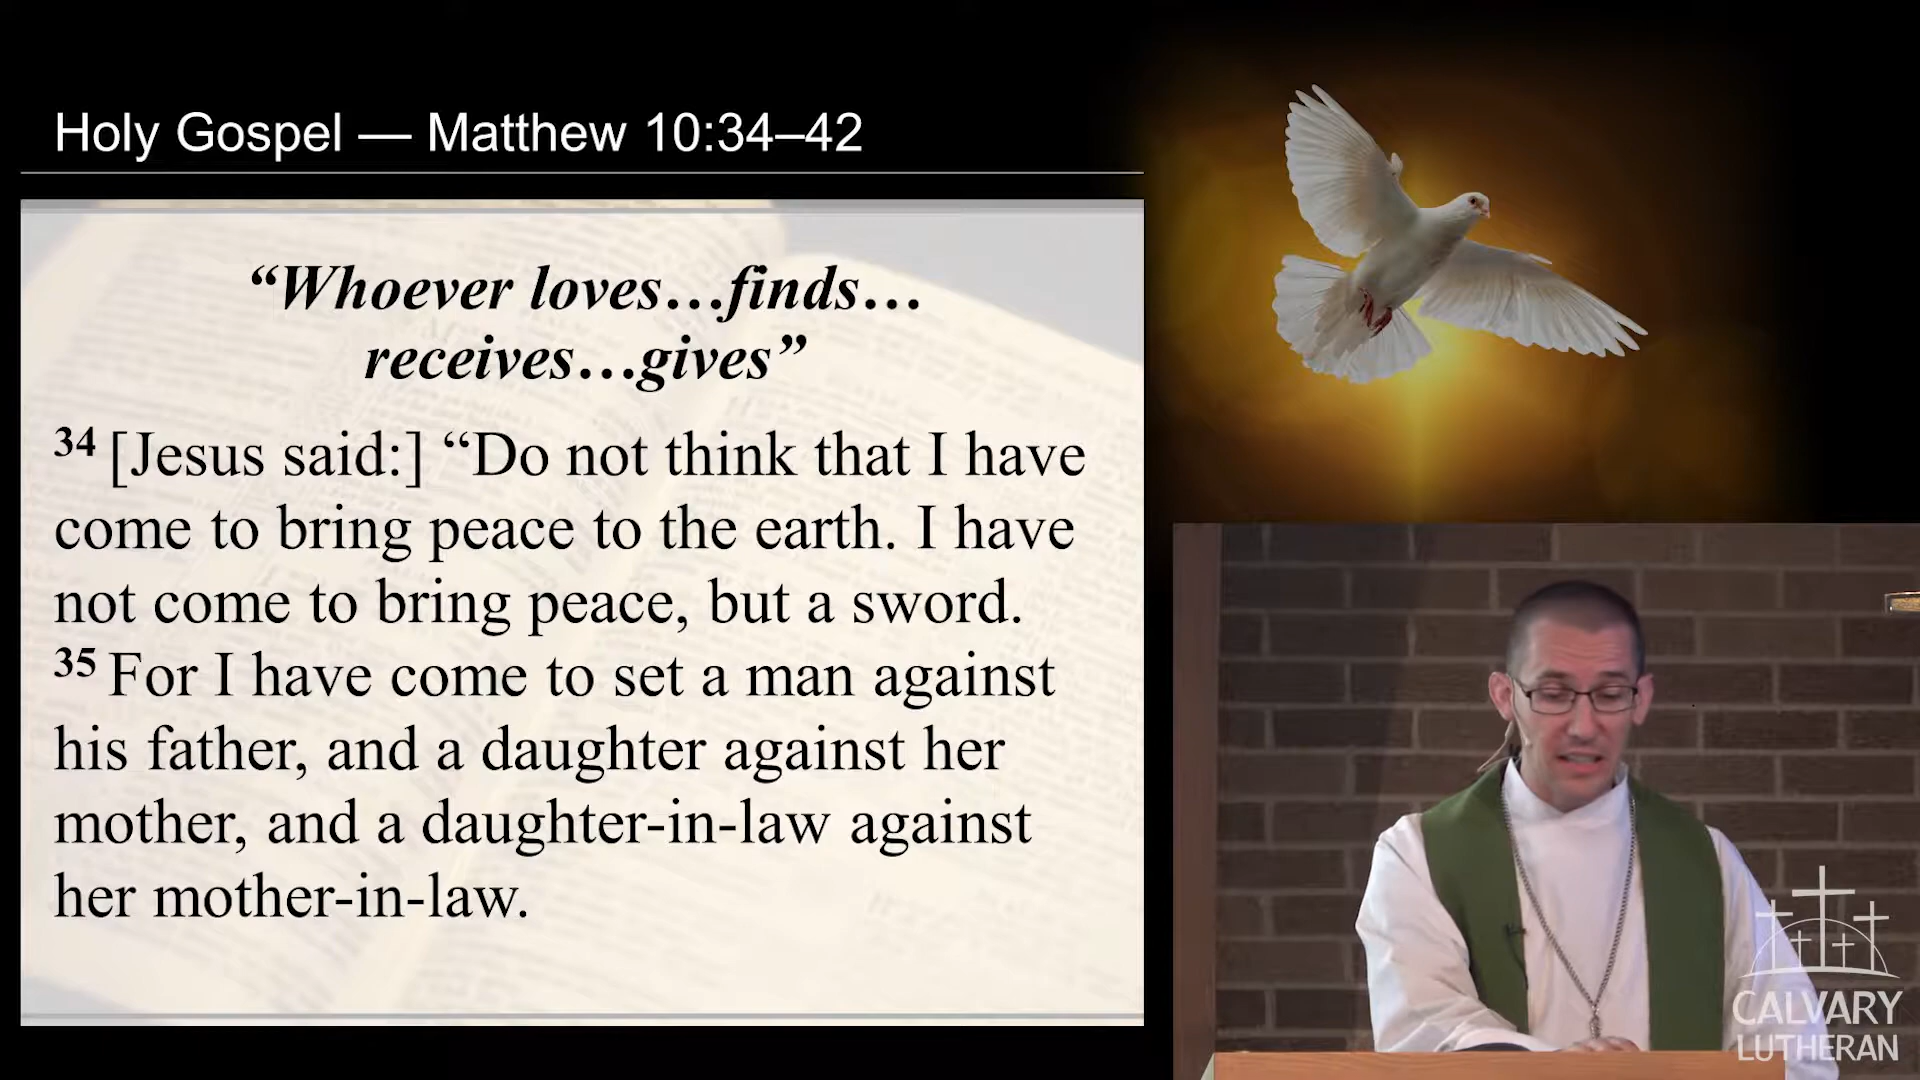 Holy Gospel — Matthew 10:34–42
“Whoever loves…finds…
receives…gives”
34 [Jesus said:] “Do not think that I have
come to bring peace to the earth. I have
not come to bring peace, but a sword.
35 For I have come to set a man against
his father, and a daughter against her
mother, and a daughter-in-law against
her mother-in-law.
CALVARY
LUTHERAN